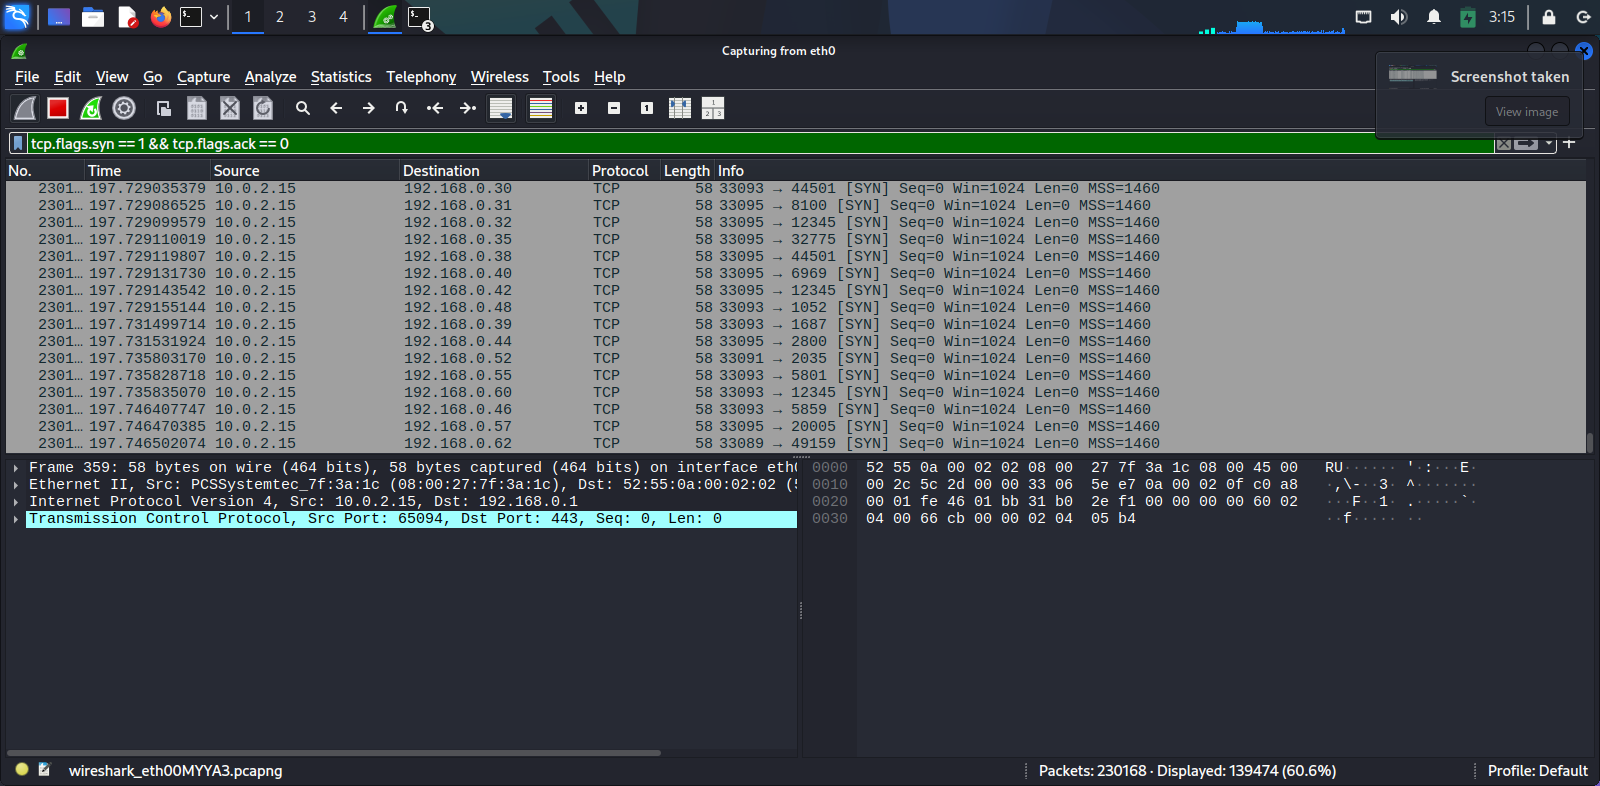 1 2 3 4 3 3:15
Capturing from eth0
File Edit View Go Capture Analyze Statistics Telephony Wireless Tools Help
Screenshot taken
View image
tcp.flags.syn == 1 && tcp.flags.ack == 0
No. Time Source Destination Protocol Length Info
2301… 197.729035379 10.0.2.15 192.168.0.30 TCP 58 33093 → 44501 [SYN] Seq=0 Win=1024 Len=0 MSS=1460
2301… 197.729086525 10.0.2.15 192.168.0.31 TCP 58 33095 → 8100 [SYN] Seq=0 Win=1024 Len=0 MSS=1460
2301… 197.729099579 10.0.2.15 192.168.0.32 TCP 58 33095 → 12345 [SYN] Seq=0 Win=1024 Len=0 MSS=1460
2301… 197.729110019 10.0.2.15 192.168.0.35 TCP 58 33095 → 32775 [SYN] Seq=0 Win=1024 Len=0 MSS=1460
2301… 197.729119807 10.0.2.15 192.168.0.38 TCP 58 33095 → 44501 [SYN] Seq=0 Win=1024 Len=0 MSS=1460
2301… 197.729131730 10.0.2.15 192.168.0.40 TCP 58 33095 → 6969 [SYN] Seq=0 Win=1024 Len=0 MSS=1460
2301… 197.729143542 10.0.2.15 192.168.0.42 TCP 58 33095 → 12345 [SYN] Seq=0 Win=1024 Len=0 MSS=1460
2301… 197.729155144 10.0.2.15 192.168.0.48 TCP 58 33093 → 1052 [SYN] Seq=0 Win=1024 Len=0 MSS=1460
2301… 197.731499714 10.0.2.15 192.168.0.39 TCP 58 33093 → 1687 [SYN] Seq=0 Win=1024 Len=0 MSS=1460
2301… 197.731531924 10.0.2.15 192.168.0.44 TCP 58 33095 → 2800 [SYN] Seq=0 Win=1024 Len=0 MSS=1460
2301… 197.735803170 10.0.2.15 192.168.0.52 TCP 58 33091 → 2035 [SYN] Seq=0 Win=1024 Len=0 MSS=1460
2301… 197.735828718 10.0.2.15 192.168.0.55 TCP 58 33093 → 5801 [SYN] Seq=0 Win=1024 Len=0 MSS=1460
2301… 197.735835070 10.0.2.15 192.168.0.60 TCP 58 33093 → 12345 [SYN] Seq=0 Win=1024 Len=0 MSS=1460
2301… 197.746407747 10.0.2.15 192.168.0.46 TCP 58 33093 → 5859 [SYN] Seq=0 Win=1024 Len=0 MSS=1460
2301… 197.746470385 10.0.2.15 192.168.0.57 TCP 58 33095 → 20005 [SYN] Seq=0 Win=1024 Len=0 MSS=1460
2301… 197.746502074 10.0.2.15 192.168.0.62 TCP 58 33089 → 49159 [SYN] Seq=0 Win=1024 Len=0 MSS=1460
Frame 359: 58 bytes on wire (464 bits), 58 bytes captured (464 bits) on interface eth
Ethernet II, Src: PCSSystemtec_7f:3a:1c (08:00:27:7f:3a:1c), Dst: 52:55:0a:00:02:02 (5
Internet Protocol Version 4, Src: 10.0.2.15, Dst: 192.168.0.1
Transmission Control Protocol, Src Port: 65094, Dst Port: 443, Seq: 0, Len: 0
0000 52 55 0a 00 02 02 08 00 27 7f 3a 1c 08 00 45 00 RU······ '·:···E·
0010 00 2c 5c 2d 00 00 33 06 5e e7 0a 00 02 0f c0 a8 ·,\-··3· ^·······
0020 00 01 fe 46 01 bb 31 b0 2e f1 00 00 00 00 60 02 ···F··1· .·····`·
0030 04 00 66 cb 00 00 02 04 05 b4 ··f····· ··
wireshark_eth00MYYA3.pcapng
Packets: 230168 · Displayed: 139474 (60.6%)
Profile: Default